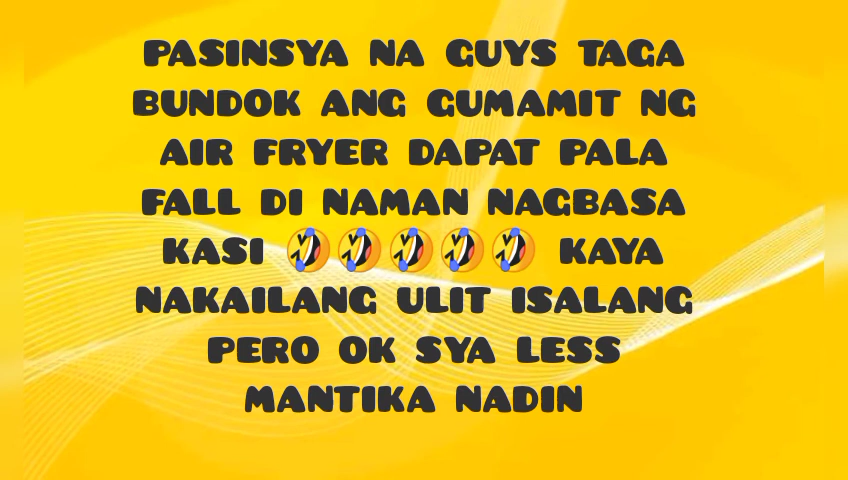 PASINSYA NA GUYS TAGA
BUNDOK ANG GUMAMIT NG
AIR FRYER DAPAT PALA
FALL DI NAMAN NAGBASA
KASI 🤣🤣🤣🤣🤣 KAYA
NAKAILANG ULIT ISALANG
PERO OK SYA LESS
MANTIKA NADIN